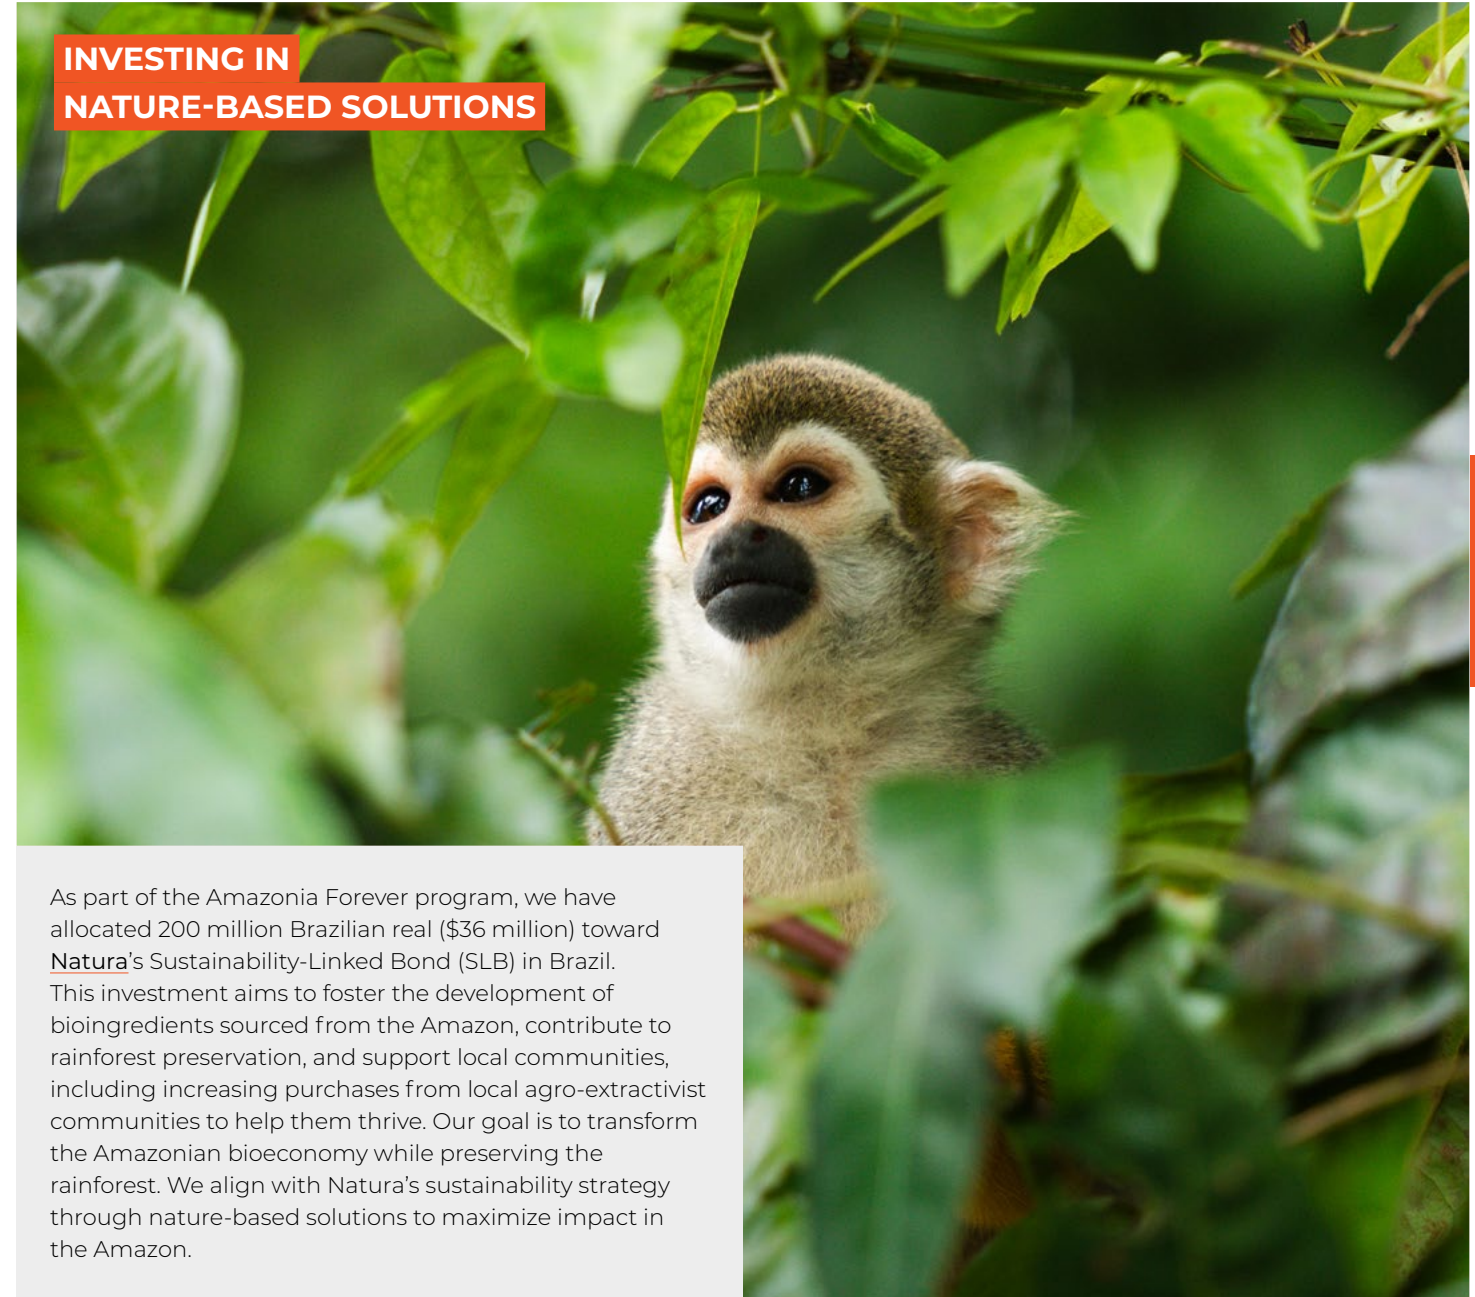 INVESTING IN
NATURE-BASED SOLUTIONS
As part of the Amazonia Forever program, we have
allocated 200 million Brazilian real ($36 million) toward
Natura’s Sustainability-Linked Bond (SLB) in Brazil.
This investment aims to foster the development of
bioingredients sourced from the Amazon, contribute to
rainforest preservation, and support local communities,
including increasing purchases from local agro-extractivist
communities to help them thrive. Our goal is to transform
the Amazonian bioeconomy while preserving the
rainforest. We align with Natura’s sustainability strategy
through nature-based solutions to maximize impact in
the Amazon.